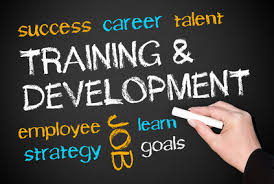 success career talent
TRAINING &
DEVELOPMENT
employee JOB learn
strategy goals